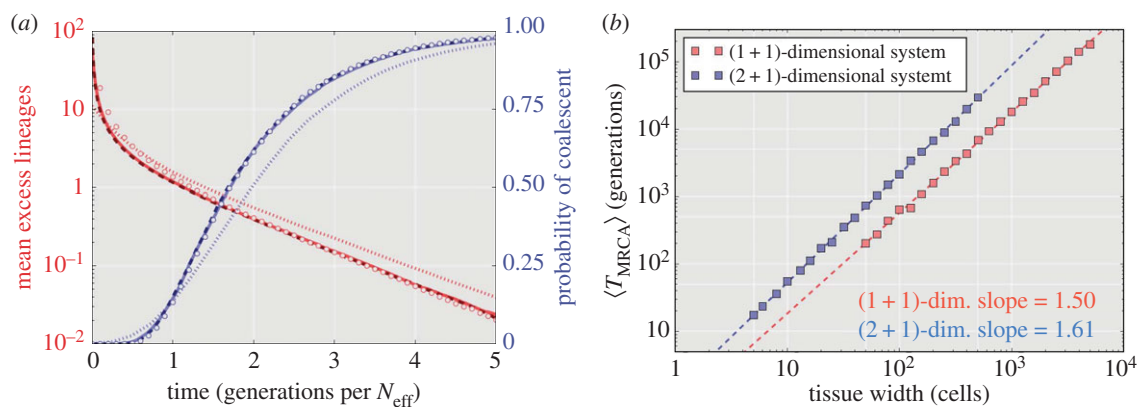 (a)
10²
10
1
10⁻¹
10⁻²
mean excess lineages
0
1
2
3
4
5
time (generations per N_eff)
1.00
0.75
0.50
0.25
0
probability of coalescent
(b)
(1 + 1)-dimensional system
(2 + 1)-dimensional systemt
10⁵
10⁴
10³
10²
10
⟨T_MRCA⟩ (generations)
(1 + 1)-dim. slope = 1.50
(2 + 1)-dim. slope = 1.61
1
10
10²
10³
10⁴
tissue width (cells)